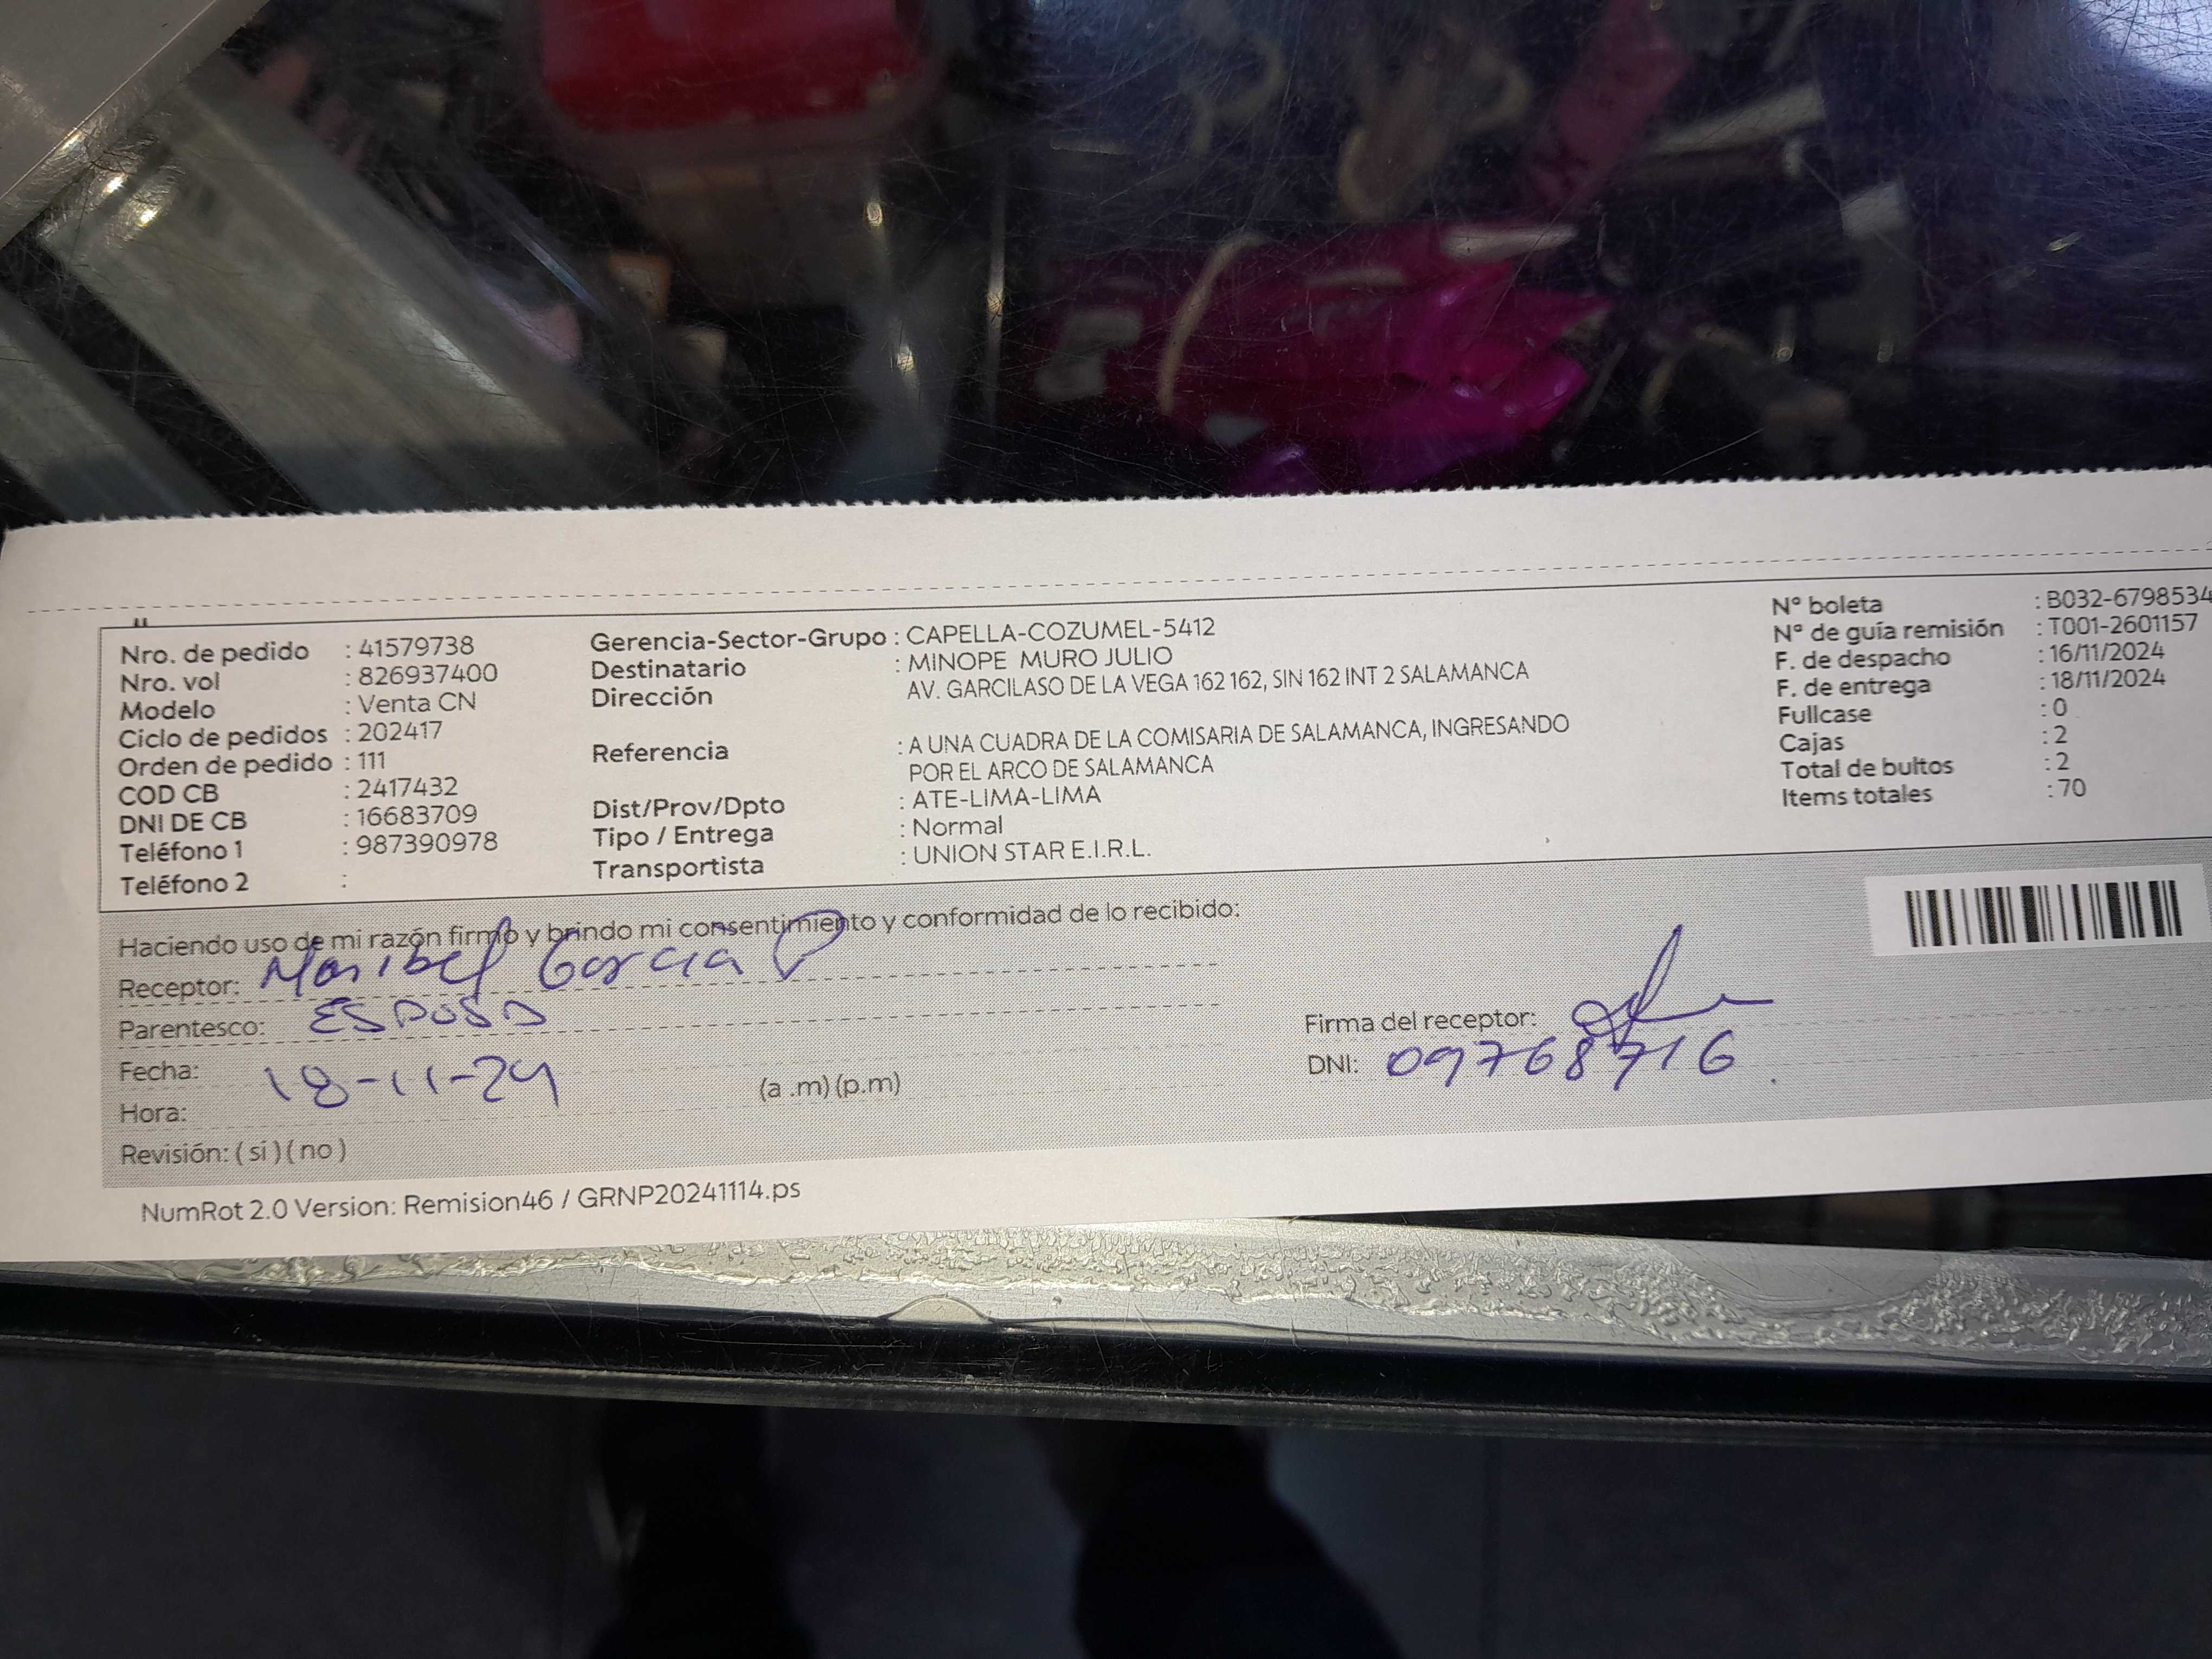 Nro. de pedido : 41579738
Nro. vol : 826937400
Modelo : Venta CN
Ciclo de pedidos : 202417
Orden de pedido : 111
COD CB : 2417432
DNI DE CB : 16683709
Teléfono 1 : 987390978
Teléfono 2 :
Gerencia-Sector-Grupo : CAPELLA-COZUMEL-5412
Destinatario : MINOPE MURO JULIO
Dirección AV. GARCILASO DE LA VEGA 162 162, SIN 162 INT 2 SALAMANCA
Referencia : A UNA CUADRA DE LA COMISARIA DE SALAMANCA, INGRESANDO
POR EL ARCO DE SALAMANCA
Dist/Prov/Dpto : ATE-LIMA-LIMA
Tipo / Entrega : Normal
Transportista : UNION STAR E.I.R.L.
N° boleta : B032-6798534
N° de guía remisión : T001-2601157
F. de despacho : 16/11/2024
F. de entrega : 18/11/2024
Fullcase : 0
Cajas : 2
Total de bultos : 2
Items totales : 70
Haciendo uso de mi razón firmo y brindo mi consentimiento y conformidad de lo recibido:
Receptor: Maribel Garcia P
Parentesco: ESPOSA
Fecha: 18-11-24
Hora: (a .m) (p.m)
Revisión: ( si ) ( no )
Firma del receptor:
DNI: 09768716
NumRot 2.0 Version: Remision46 / GRNP20241114.ps